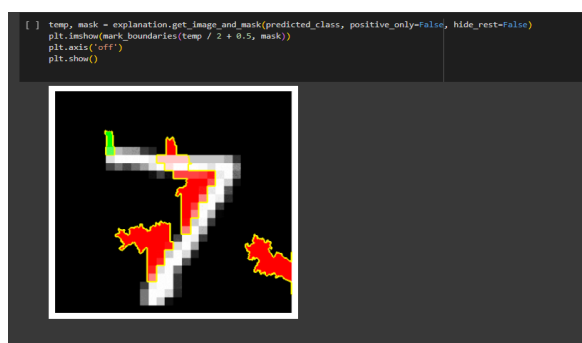 [ ] temp, mask = explanation.get_image_and_mask(predicted_class, positive_only=False, hide_rest=False)
plt.imshow(mark_boundaries(temp / 2 + 0.5, mask))
plt.axis('off')
plt.show()
7